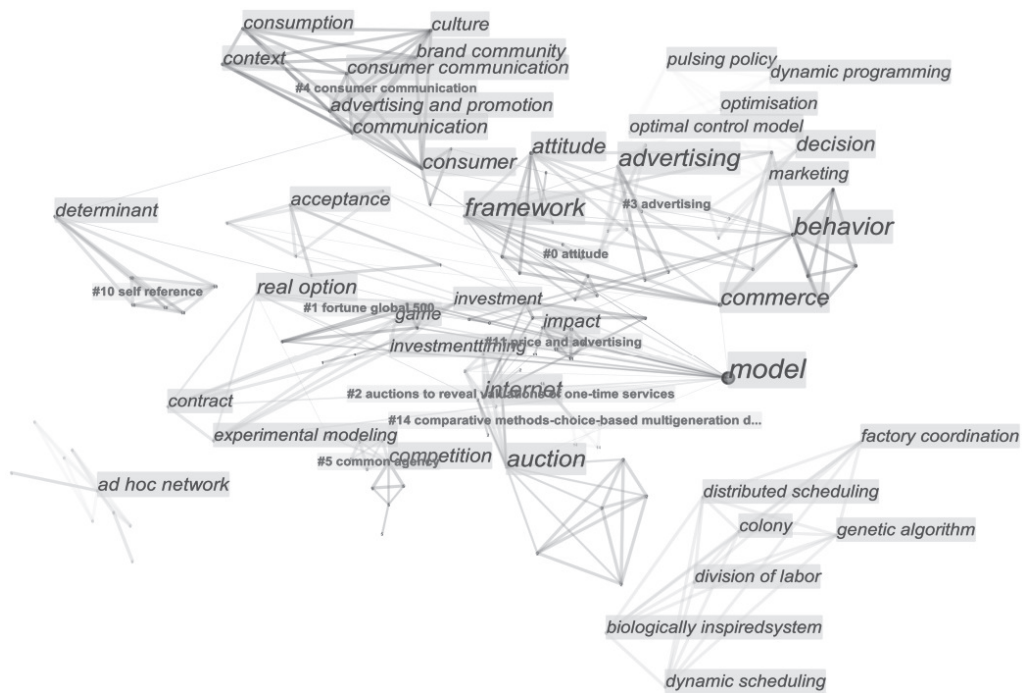 consumption
culture
brand community
context
consumer communication
pulsing policy
dynamic programming
#4 consumer communication
advertising and promotion
optimisation
communication
optimal control model
attitude
decision
consumer
advertising
marketing
acceptance
determinant
framework
#3 advertising
behavior
#0 attitude
#10 self reference
real option
investment
commerce
#1 fortune global 500
game
impact
investmenttiming
#11 price and advertising
model
internet
#2 auctions to reveal valuations of one-time services
contract
#14 comparative methods-choice-based multigeneration d...
experimental modeling
factory coordination
#5 common agency
competition
auction
ad hoc network
distributed scheduling
colony
genetic algorithm
division of labor
biologically inspiredsystem
dynamic scheduling